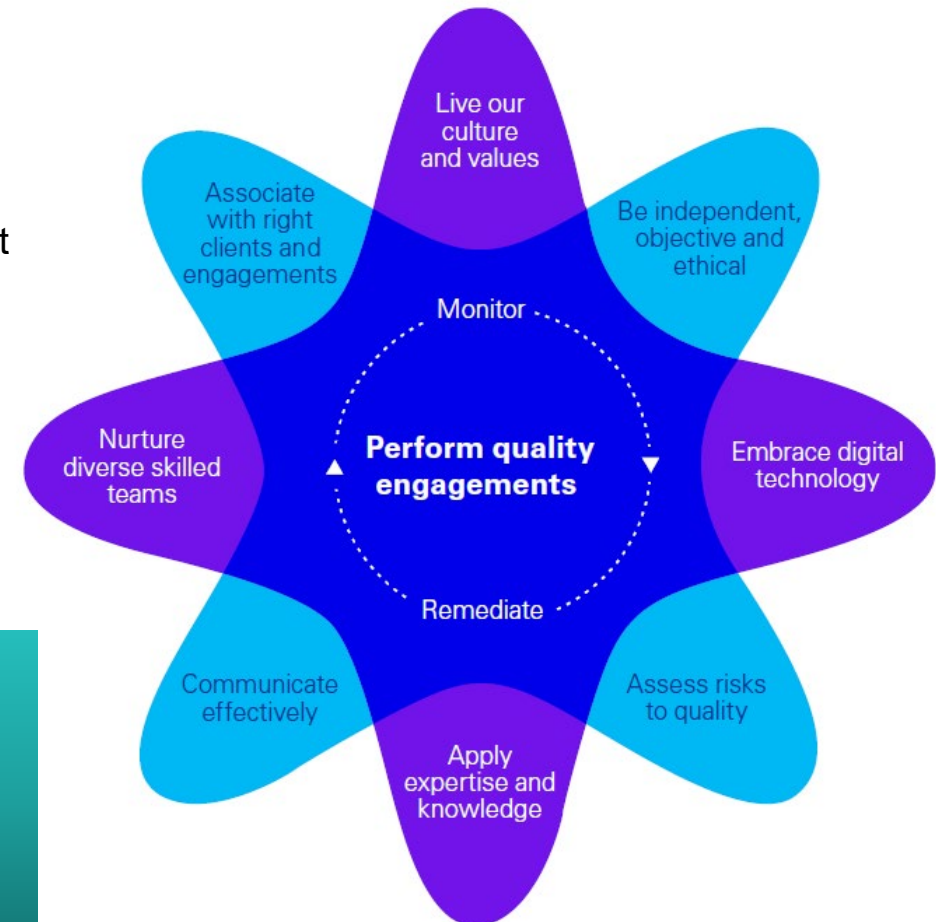 Live our
culture
and values
Associate
with right
clients and
engagements
Be independent,
objective and
ethical
t
Monitor
Nurture
diverse skilled
teams
Perform quality
engagements
Embrace digital
technology
Remediate
Communicate
effectively
Assess risks
to quality
Apply
expertise and
knowledge